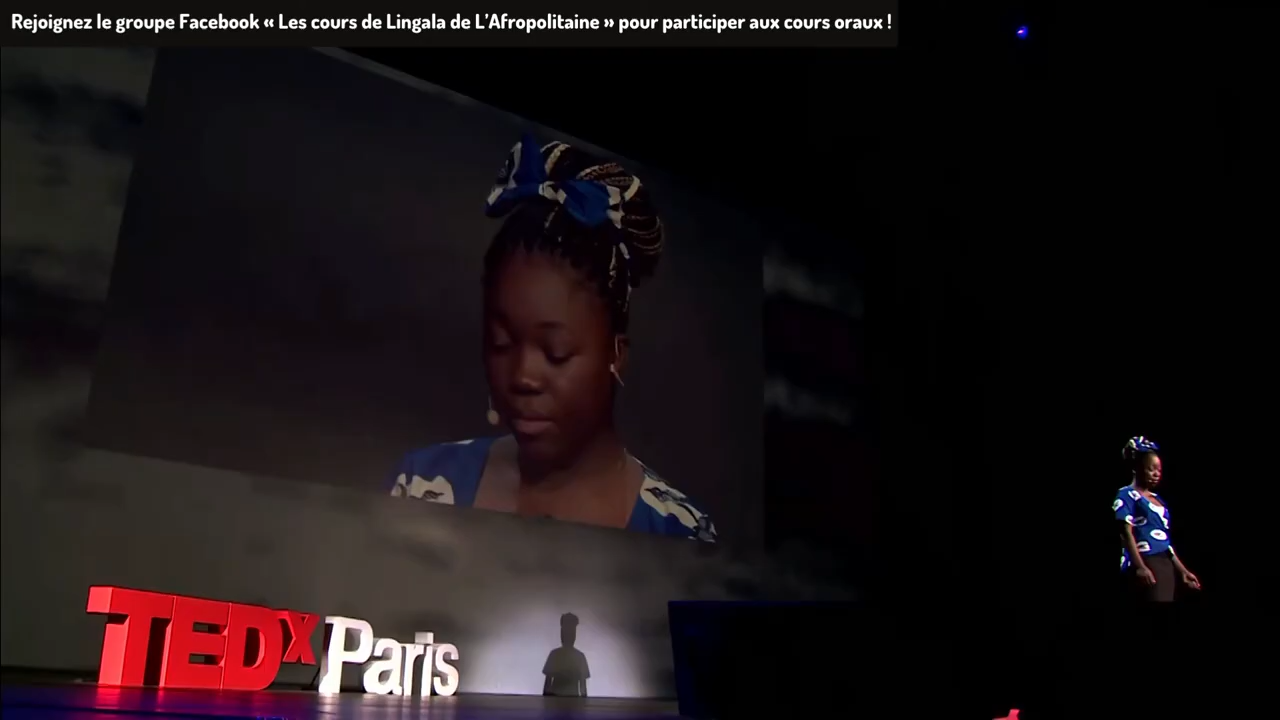 Rejoignez le groupe Facebook « Les cours de Lingala de L’Afropolitaine » pour participer aux cours oraux !
TEDx Paris